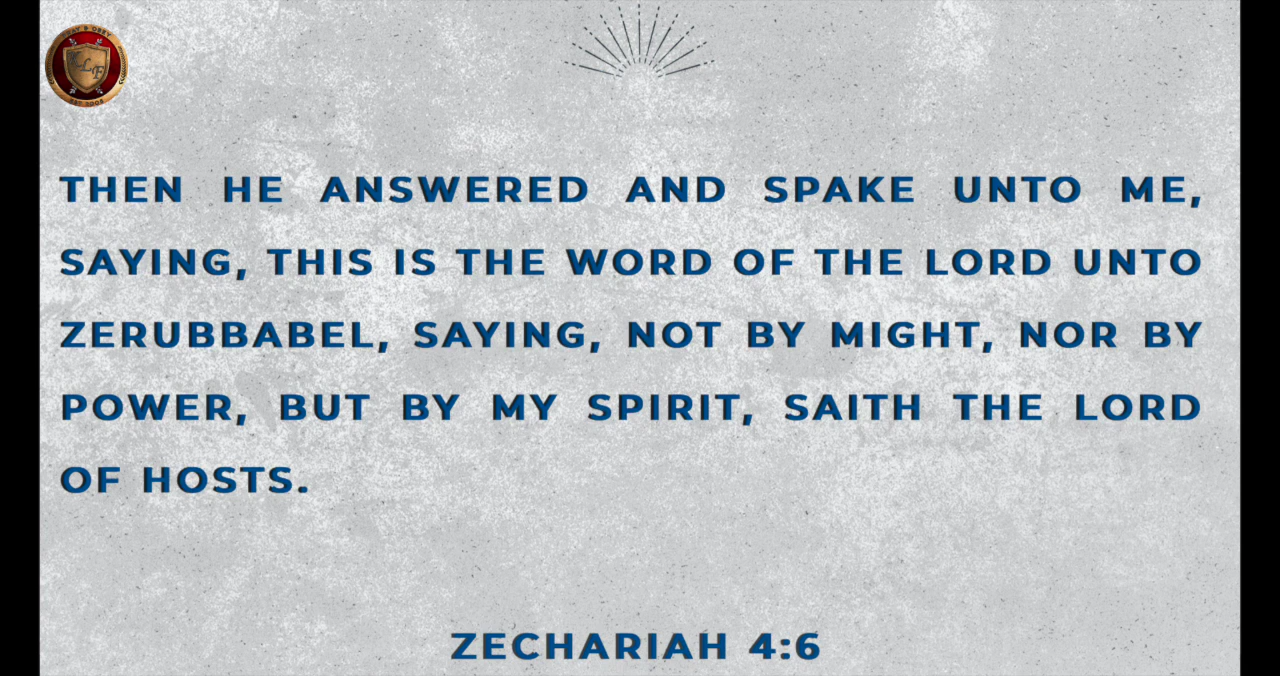 THEN HE ANSWERED AND SPAKE UNTO ME,
SAYING, THIS IS THE WORD OF THE LORD UNTO
ZERUBBABEL, SAYING, NOT BY MIGHT, NOR BY
POWER, BUT BY MY SPIRIT, SAITH THE LORD
OF HOSTS.
ZECHARIAH 4:6